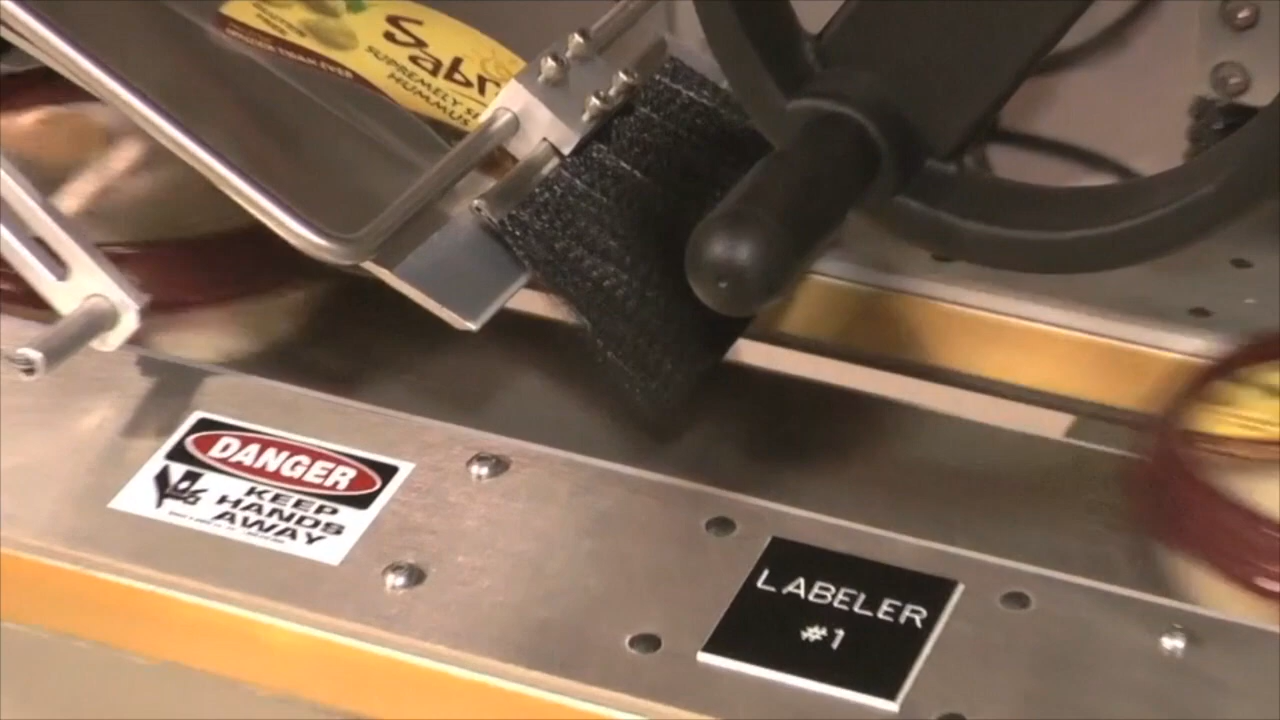 Sabr
SUPREMELY S
HUMMUS
DANGER
KEEP
HANDS
AWAY
LABELER
#1